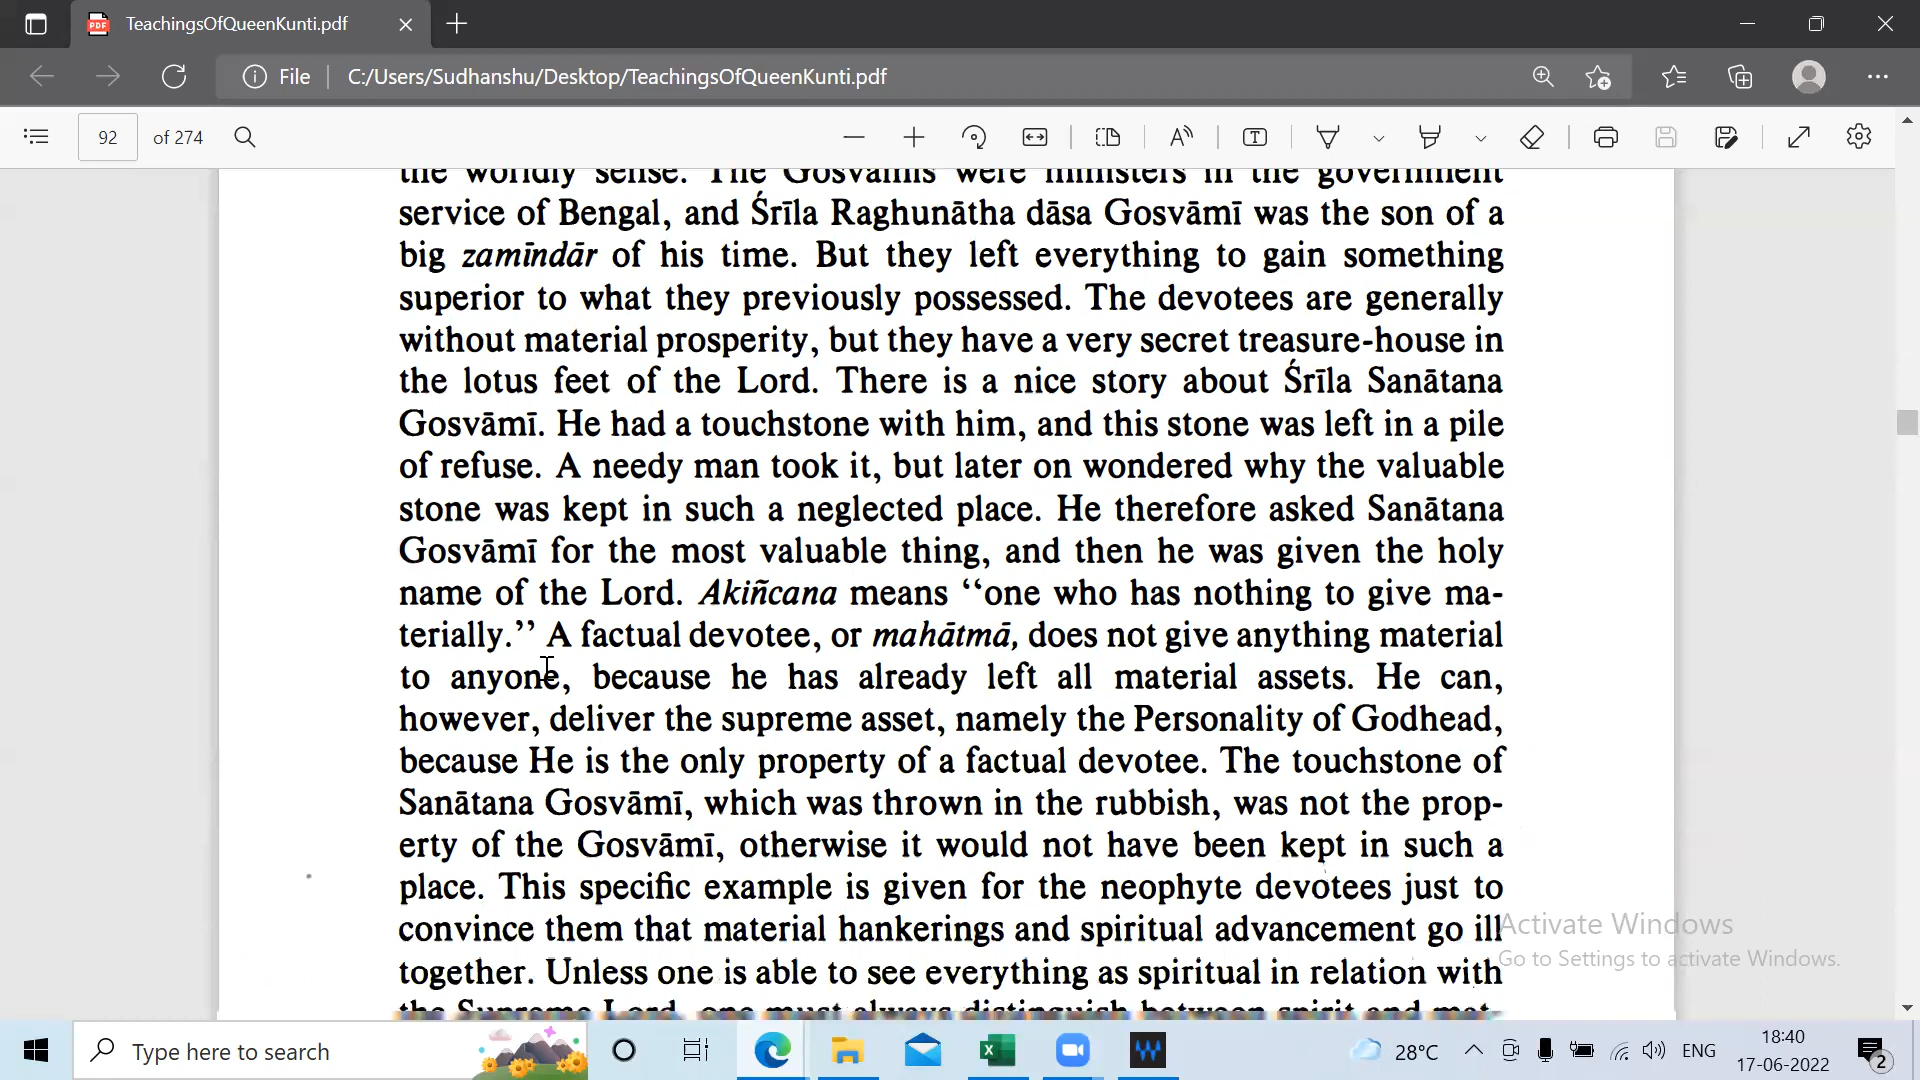 TeachingsOfQueenKunti.pdf
File C:/Users/Sudhanshu/Desktop/TeachingsOfQueenKunti.pdf
92 of 274
the worldly sense. The Gosvāmīs were ministers in the government
service of Bengal, and Śrīla Raghunātha dāsa Gosvāmī was the son of a
big zamīndār of his time. But they left everything to gain something
superior to what they previously possessed. The devotees are generally
without material prosperity, but they have a very secret treasure-house in
the lotus feet of the Lord. There is a nice story about Śrīla Sanātana
Gosvāmī. He had a touchstone with him, and this stone was left in a pile
of refuse. A needy man took it, but later on wondered why the valuable
stone was kept in such a neglected place. He therefore asked Sanātana
Gosvāmī for the most valuable thing, and then he was given the holy
name of the Lord. Akiñcana means ‘‘one who has nothing to give ma-
terially.’’ A factual devotee, or mahātmā, does not give anything material
to anyone, because he has already left all material assets. He can,
however, deliver the supreme asset, namely the Personality of Godhead,
because He is the only property of a factual devotee. The touchstone of
Sanātana Gosvāmī, which was thrown in the rubbish, was not the prop-
erty of the Gosvāmī, otherwise it would not have been kept in such a
place. This specific example is given for the neophyte devotees just to
convince them that material hankerings and spiritual advancement go ill
together. Unless one is able to see everything as spiritual in relation with
the Supreme Lord, one must always distinguish between spirit and mat-
Activate Windows
Go to Settings to activate Windows.
Type here to search
28°C
ENG
18:40
17-06-2022
2